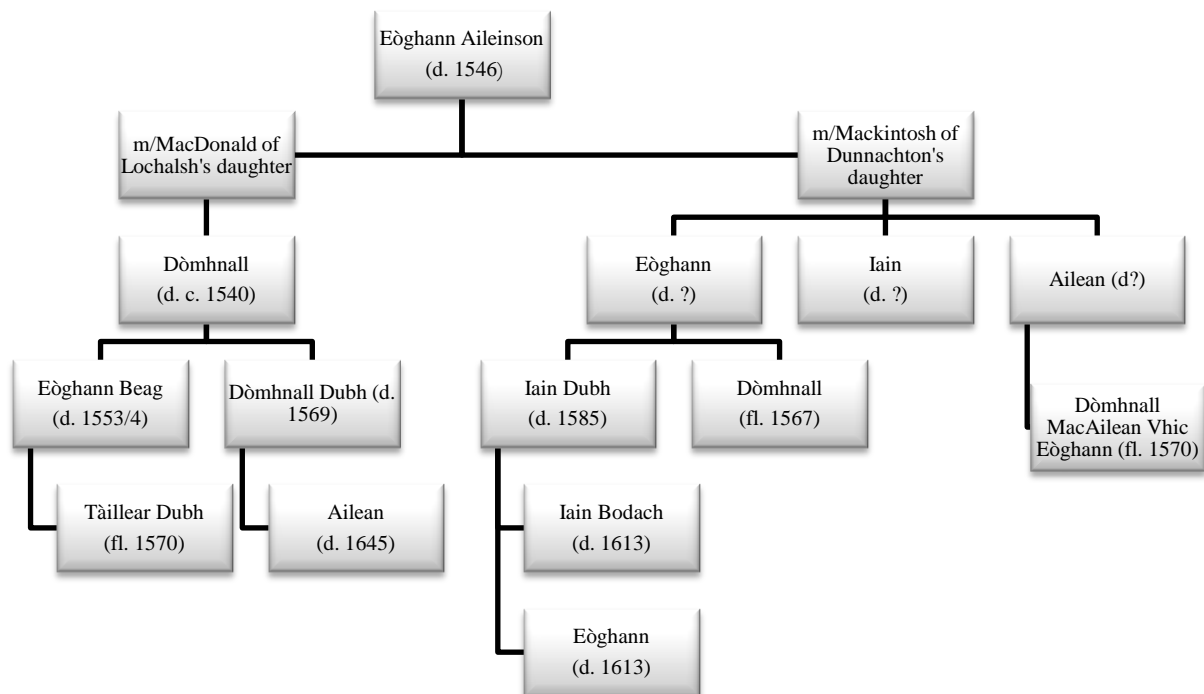 Eòghann Aileinson
(d. 1546)
m/MacDonald of
Lochalsh's daughter
m/Mackintosh of
Dunnachton's
daughter
Dòmhnall
(d. c. 1540)
Eòghann
(d. ?)
Iain
(d. ?)
Ailean (d?)
Eòghann Beag
(d. 1553/4)
Dòmhnall Dubh (d.
1569)
Iain Dubh
(d. 1585)
Dòmhnall
(fl. 1567)
Dòmhnall
MacAilean Vhic
Eòghann (fl. 1570)
Tàillear Dubh
(fl. 1570)
Ailean
(d. 1645)
Iain Bodach
(d. 1613)
Eòghann
(d. 1613)